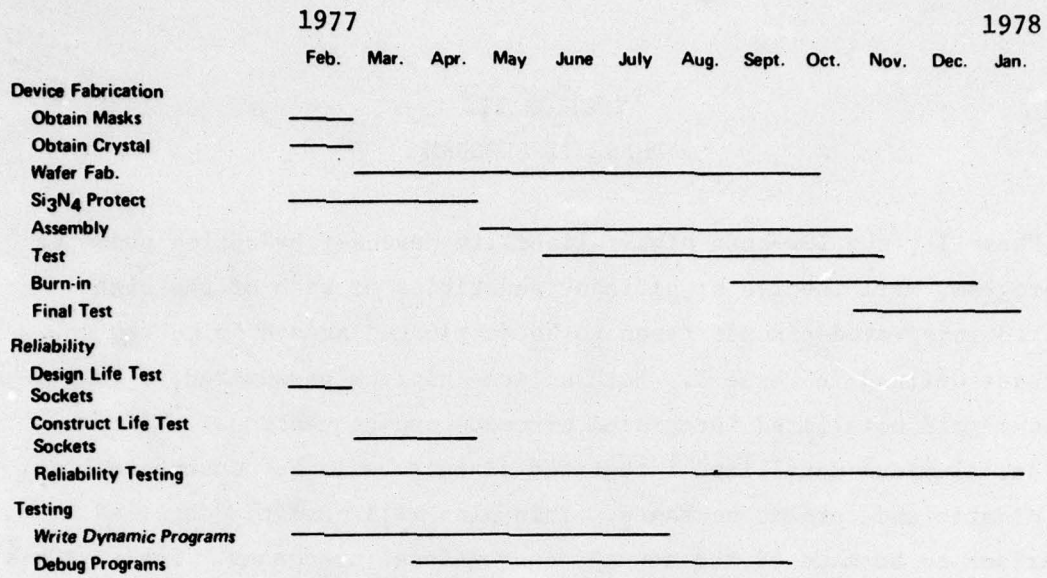 1977 1978
Feb. Mar. Apr. May June July Aug. Sept. Oct. Nov. Dec. Jan.
Device Fabrication
Obtain Masks
Obtain Crystal
Wafer Fab.
Si3N4 Protect
Assembly
Test
Burn-in
Final Test
Reliability
Design Life Test
Sockets
Construct Life Test
Sockets
Reliability Testing
Testing
Write Dynamic Programs
Debug Programs